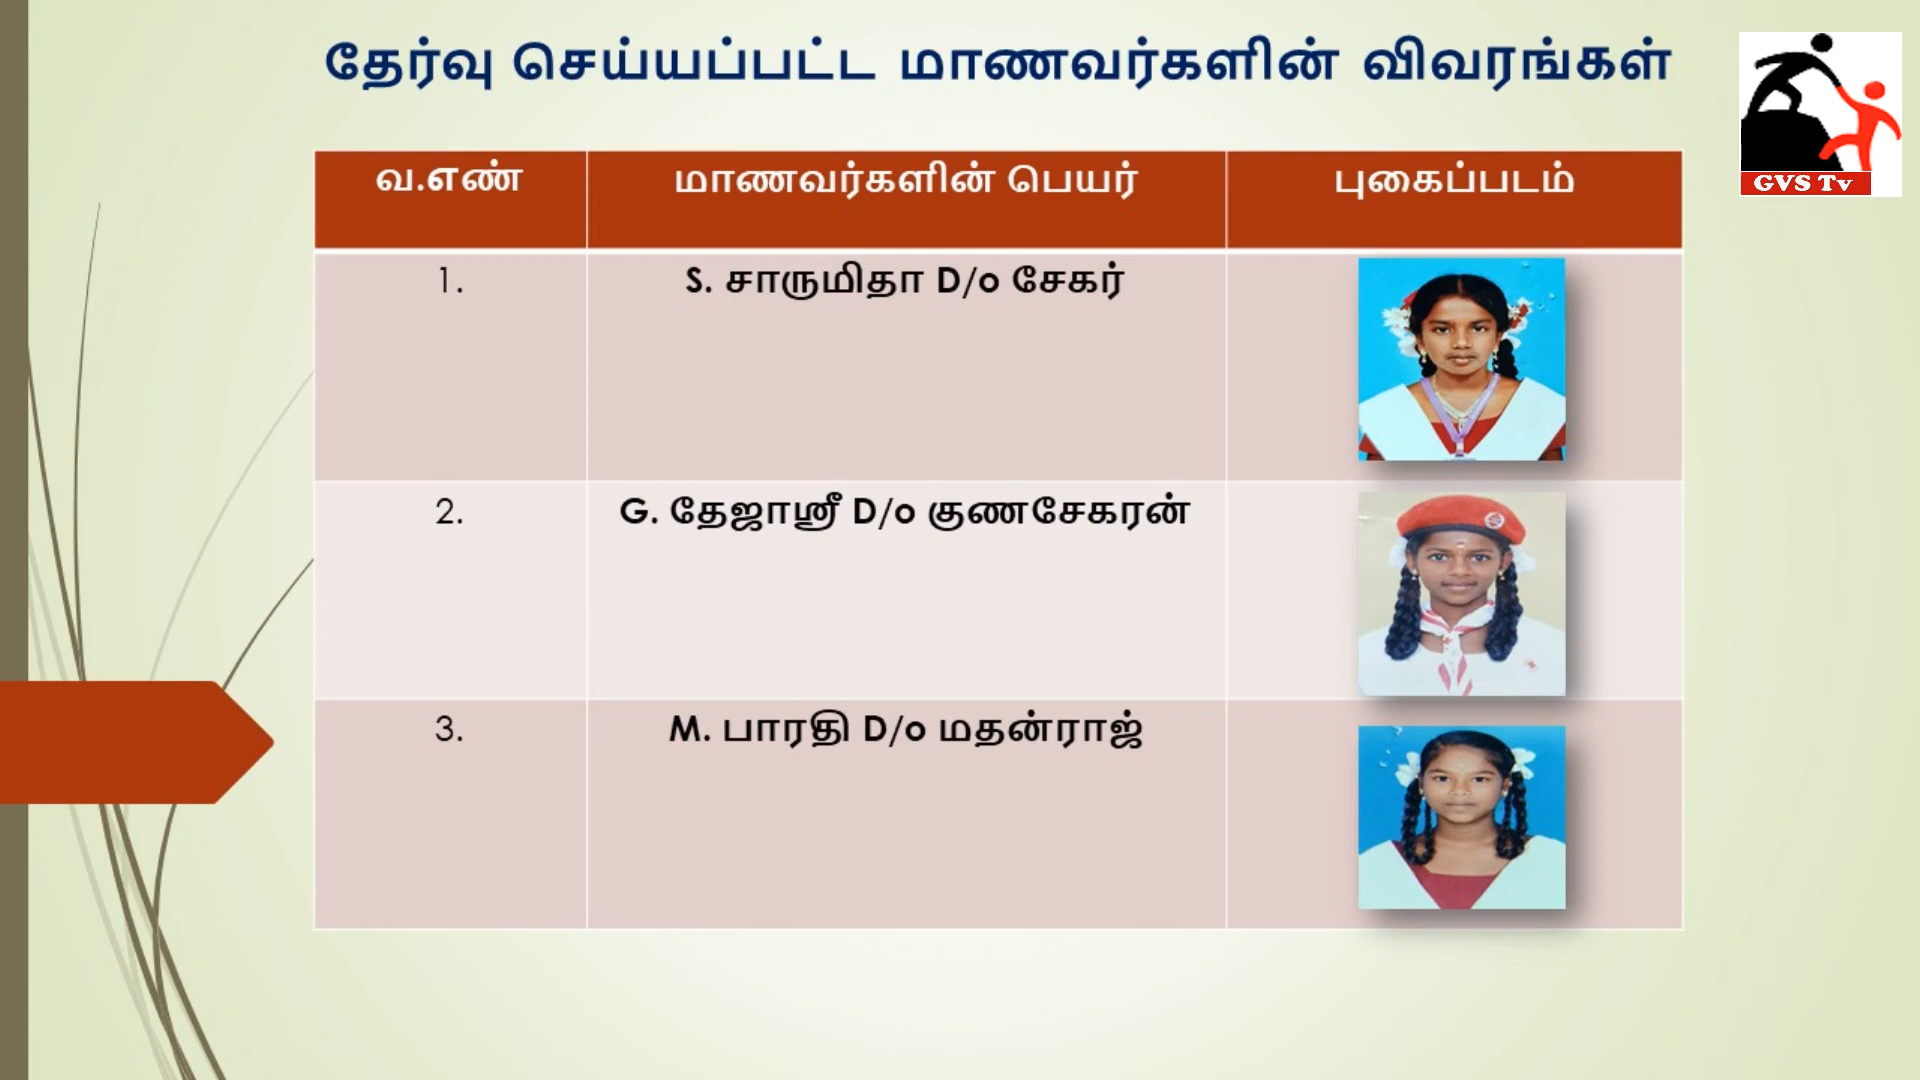 தேர்வு செய்யப்பட்ட மாணவர்களின் விவரங்கள்
GVS Tv
வ.எண் மாணவர்களின் பெயர் புகைப்படம்
1. S. சாருமிதா D/o சேகர்
2. G. தேஜாஶ்ரீ D/o குணசேகரன்
3. M. பாரதி D/o மதன்ராஜ்